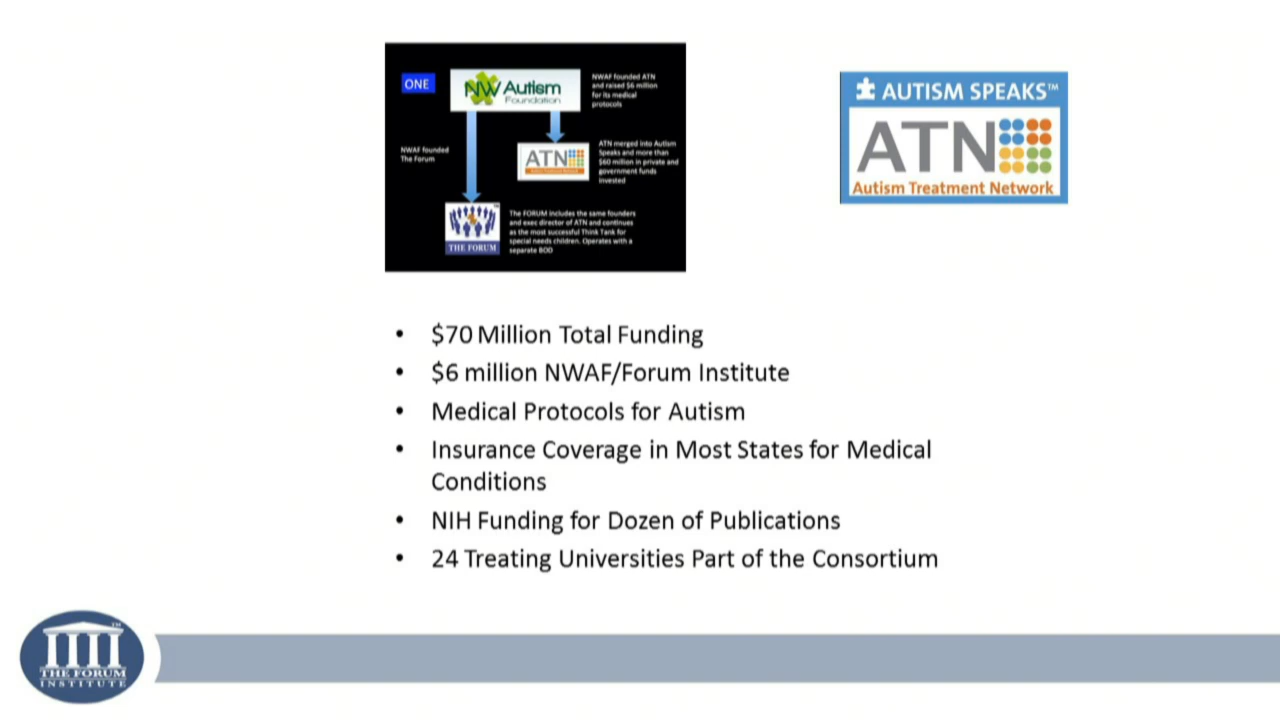 ONE
NW Autism
Foundation
NWAF founded ATN
and raised $6 million
for its medical
protocols
NWAF founded
The Forum
ATN
Autism Treatment Network
ATN merged into Autism
Speaks and more than
$60 million in private and
government funds
invested
THE FORUM
The FORUM includes the same founders
and exec director of ATN and continues
as the most successful Think Tank for
special needs children. Operates with a
separate BOD
AUTISM SPEAKS™
ATN
Autism Treatment Network
• $70 Million Total Funding
• $6 million NWAF/Forum Institute
• Medical Protocols for Autism
• Insurance Coverage in Most States for Medical
Conditions
• NIH Funding for Dozen of Publications
• 24 Treating Universities Part of the Consortium
THE FORUM™
INSTITUTE